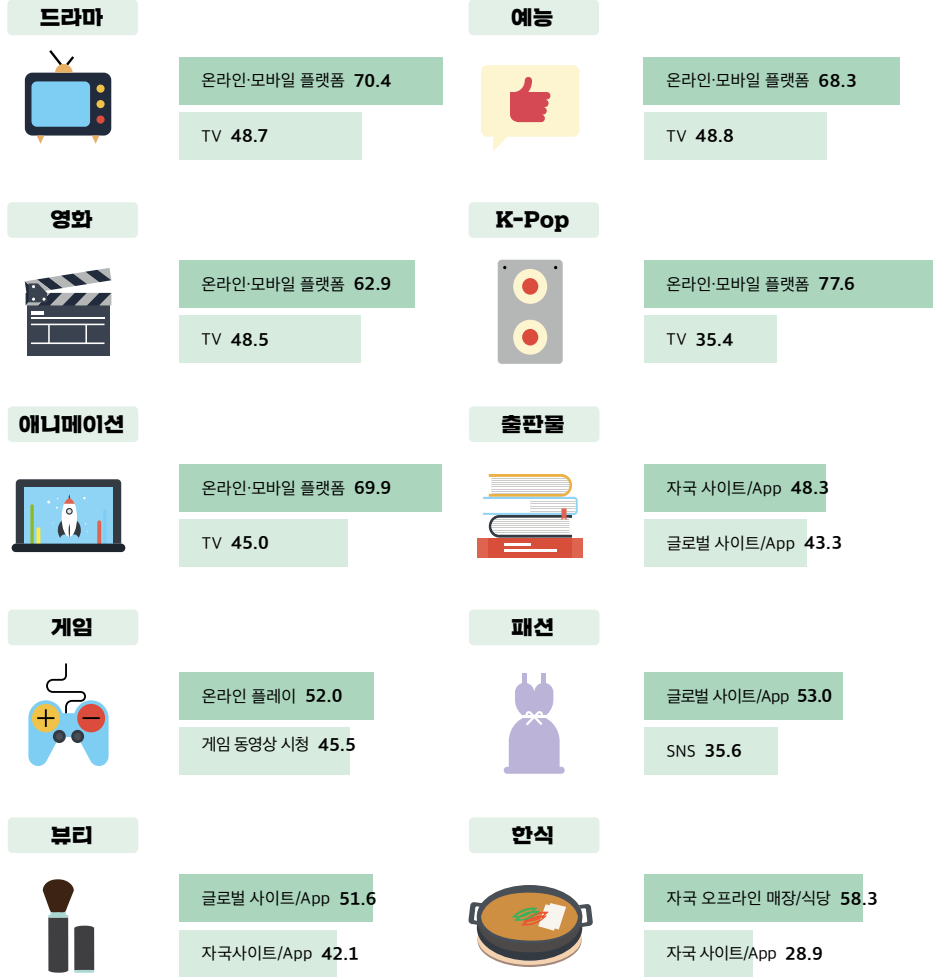 드라마
온라인·모바일 플랫폼 70.4
TV 48.7
예능
온라인·모바일 플랫폼 68.3
TV 48.8
영화
온라인·모바일 플랫폼 62.9
TV 48.5
K-Pop
온라인·모바일 플랫폼 77.6
TV 35.4
애니메이션
온라인·모바일 플랫폼 69.9
TV 45.0
출판물
자국 사이트/App 48.3
글로벌 사이트/App 43.3
게임
온라인 플레이 52.0
게임 동영상 시청 45.5
패션
글로벌 사이트/App 53.0
SNS 35.6
뷰티
글로벌 사이트/App 51.6
자국사이트/App 42.1
한식
자국 오프라인 매장/식당 58.3
자국 사이트/App 28.9